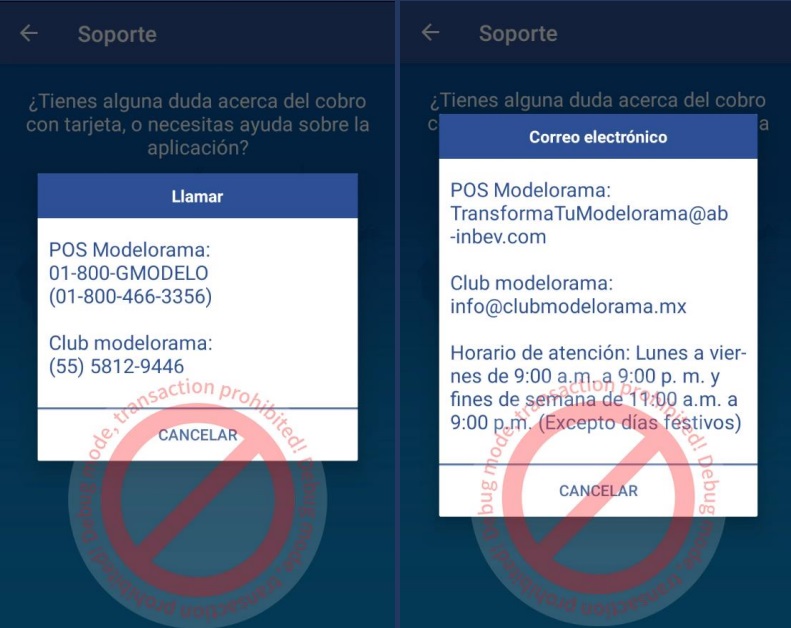 Soporte
¿Tienes alguna duda acerca del cobro
con tarjeta, o necesitas ayuda sobre la
aplicación?
Llamar
POS Modelorama:
01-800-GMODELO
(01-800-466-3356)
Club modelorama:
(55) 5812-9446
CANCELAR
Debug mode, transaction prohibited! Debug mode, transaction prohibited!
Soporte
¿Tienes alguna duda acerca del cobro
c
a
Correo electrónico
POS Modelorama:
TransformaTuModelorama@ab
-inbev.com
Club modelorama:
info@clubmodelorama.mx
Horario de atención: Lunes a vier-
nes de 9:00 a.m. a 9:00 p. m. y
fines de semana de 11:00 a.m. a
9:00 p.m. (Excepto días festivos)
CANCELAR
Debug mode, transaction prohibited! Debug mode, transaction prohibited!